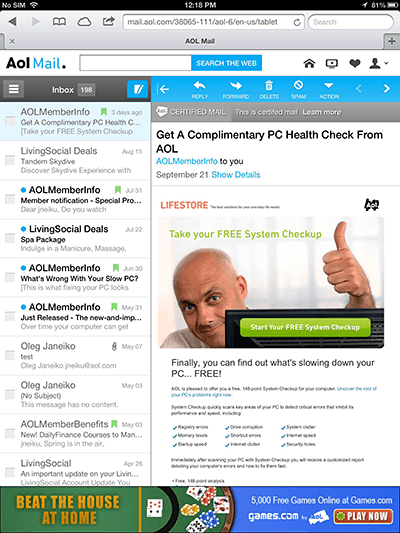 No SIM
12:18 PM
mail.aol.com/38065-111/aol-6/en-us/tablet
Search
AOL Mail
Aol Mail.
SEARCH THE WEB
Inbox 198
AOLMemberInfo 3 days ago
Get A Complimentary PC Health C...
[Take your FREE System Checkup
LivingSocial Deals Aug 15
Tandem Skydive
Discover Skydive Experience with
AOLMemberInfo Jul 31
Member notification - Special Pro...
Dear jneiku, Do you watch
LivingSocial Deals Jul 22
Spa Package
Indulge in a Manicure, Massage,
AOLMemberInfo Jun 30
What's Wrong With Your Slow PC?
[This is what fixing your PC looks
AOLMemberInfo May 31
Just Released - The new-and-imp...
Over time your computer can get
Oleg Janeiko May 07
test
Oleg Janeiko jneiku@aol.com
Oleg Janeiko May 03
(No Subject)
This message has no content.
AOLMemberBenefits May 03
New! DailyFinance Courses to Man...
jneiku, Spring is in the air,
LivingSocial Apr 26
An important update on your Livin...
LivingSocial Account Update You
REPLY FORWARD DELETE SPAM ACTION
Aol CERTIFIED MAIL This is certifed mail Learn more
Get A Complimentary PC Health Check From
AOL
AOLMemberInfo to you
September 21 Show Details
LIFESTORE The best solutions for your everyday life needs
Aol
Take your FREE System Checkup
Start Your FREE System Checkup
Finally, you can find out what's slowing down your
PC... FREE!
AOL is pleased to offer you a free, 148-point System Checkup for your computer. Uncover the root of
your PC's problems right now.
System Checkup quickly scans key areas of your PC to detect critical errors that inhibit its
performance and speed, including:
Registry errors Drive corruption System clutter
Memory levels Shortcut errors Internet speed
Startup speed Internet clutter Security holes
Immediately after scanning your PC with System Checkup you will receive a customized report
detailing your computer's errors and how to fix them fast.
Free, 148-point analysis
BEAT THE HOUSE
AT HOME
5,000 Free Games Online at Games.com
games.com by Aol.
PLAY NOW